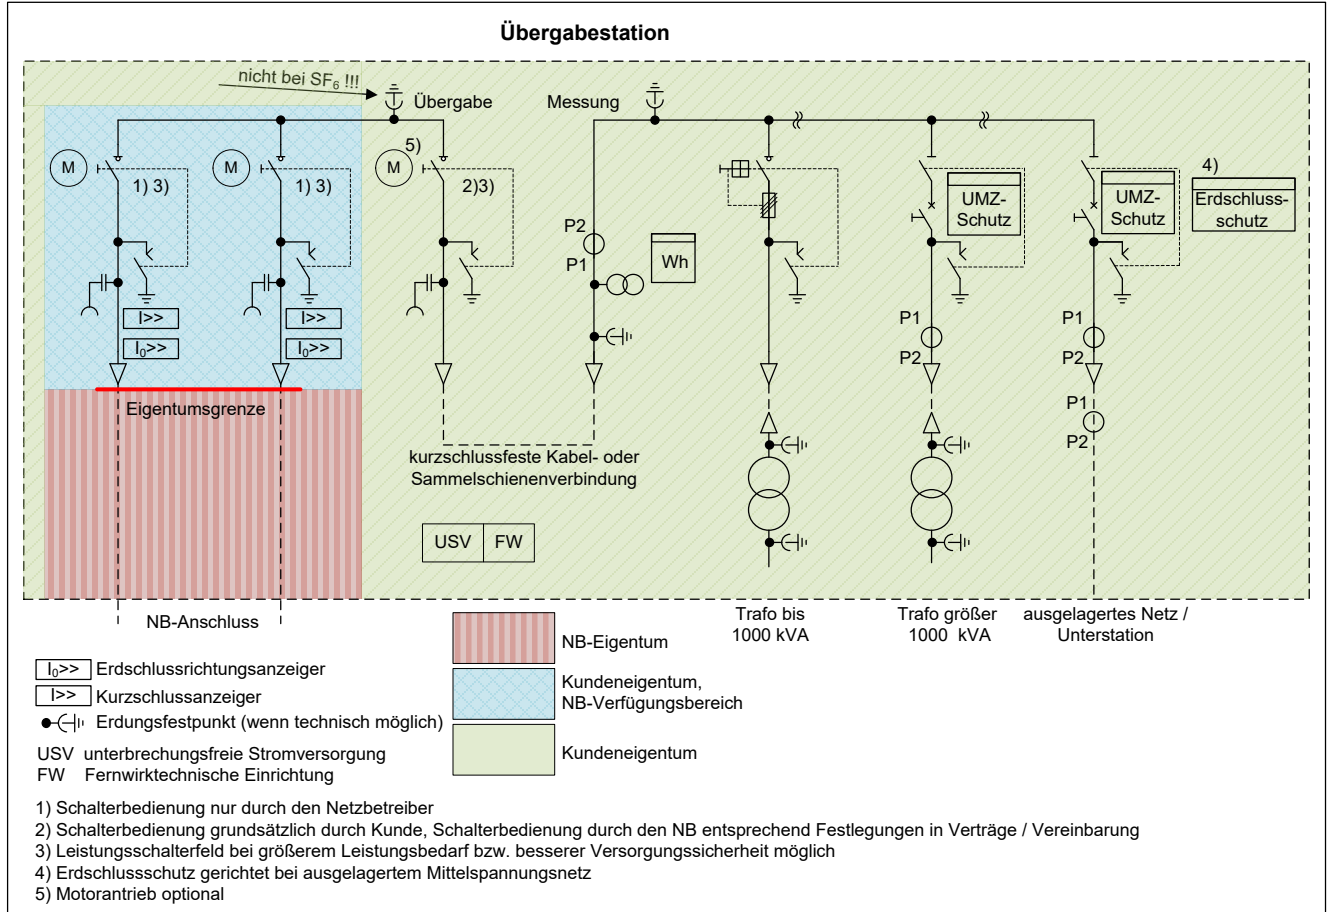 Übergabestation
nicht bei SF₆ !!!
Übergabe
Messung
M
1) 3)
M
1) 3)
5)
M
2)3)
P2
P1
Wh
UMZ-
Schutz
UMZ-
Schutz
4)
Erdschluss-
schutz
I>>
I₀>>
I>>
I₀>>
P1
P2
P1
P2
P1
P2
Eigentumsgrenze
kurzschlussfeste Kabel- oder
Sammelschienenverbindung
USV FW
NB-Anschluss
Trafo bis
1000 kVA
Trafo größer
1000 kVA
ausgelagertes Netz /
Unterstation
NB-Eigentum
Kundeneigentum,
NB-Verfügungsbereich
Kundeneigentum
I₀>> Erdschlussrichtungsanzeiger
I>> Kurzschlussanzeiger
Erdungsfestpunkt (wenn technisch möglich)
USV unterbrechungsfreie Stromversorgung
FW Fernwirktechnische Einrichtung
1) Schalterbedienung nur durch den Netzbetreiber
2) Schalterbedienung grundsätzlich durch Kunde, Schalterbedienung durch den NB entsprechend Festlegungen in Verträge / Vereinbarung
3) Leistungsschalterfeld bei größerem Leistungsbedarf bzw. besserer Versorgungssicherheit möglich
4) Erdschlussschutz gerichtet bei ausgelagertem Mittelspannungsnetz
5) Motorantrieb optional